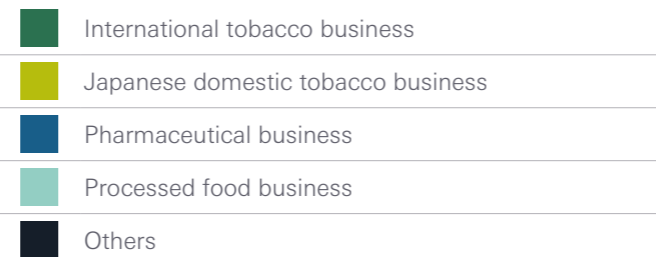 International tobacco business
Japanese domestic tobacco business
Pharmaceutical business
Processed food business
Others